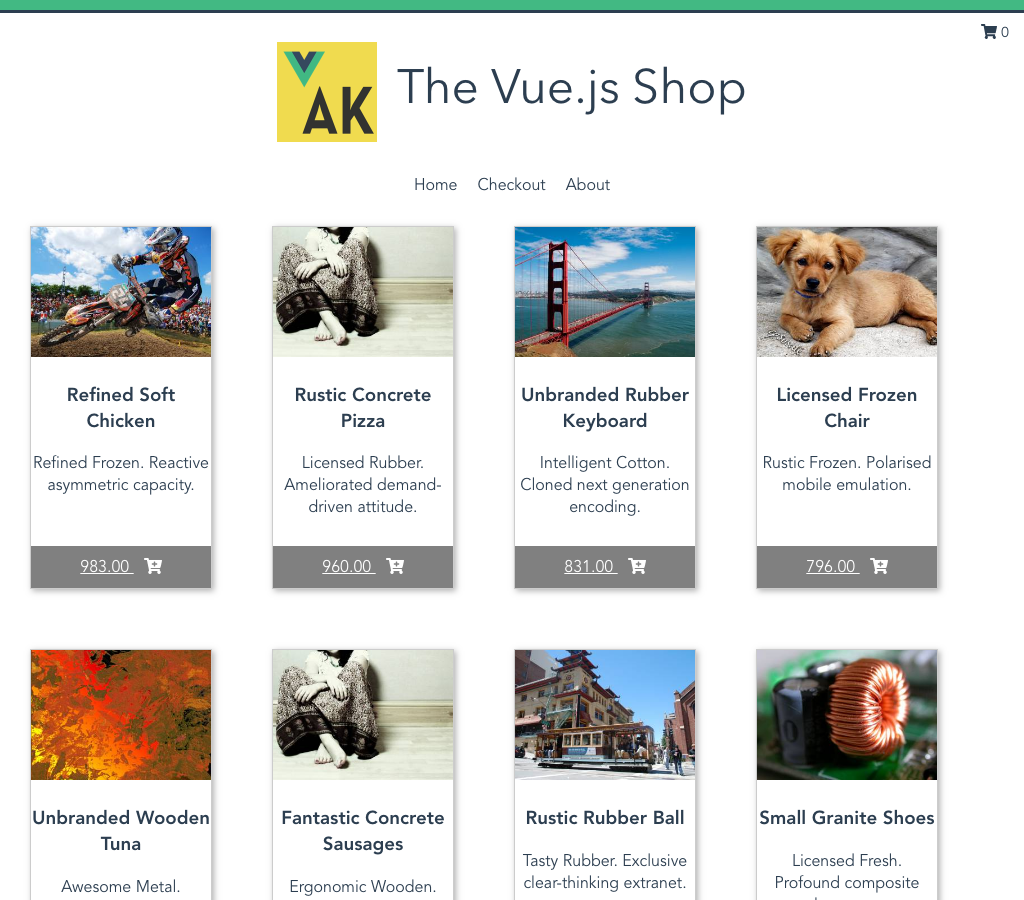 0
AK
The Vue.js Shop
Home Checkout About
Refined Soft
Chicken
Refined Frozen. Reactive
asymmetric capacity.
983.00
Rustic Concrete
Pizza
Licensed Rubber.
Ameliorated demand-
driven attitude.
960.00
Unbranded Rubber
Keyboard
Intelligent Cotton.
Cloned next generation
encoding.
831.00
Licensed Frozen
Chair
Rustic Frozen. Polarised
mobile emulation.
796.00
Unbranded Wooden
Tuna
Awesome Metal.
Fantastic Concrete
Sausages
Ergonomic Wooden.
Rustic Rubber Ball
Tasty Rubber. Exclusive
clear-thinking extranet.
Small Granite Shoes
Licensed Fresh.
Profound composite